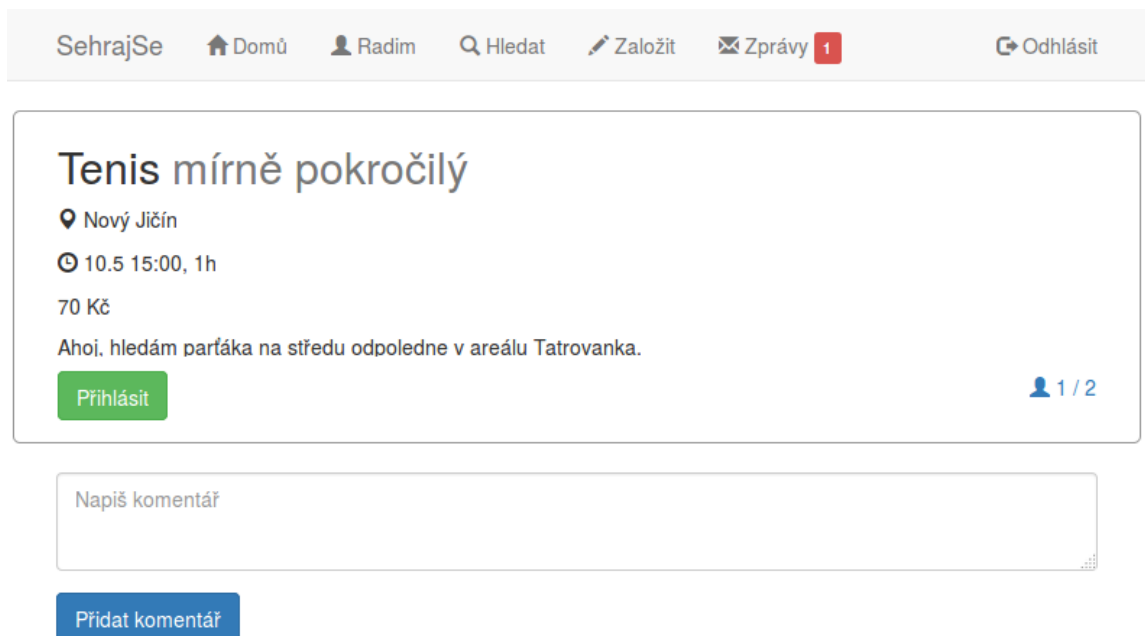 SehrajSe Domů Radim Hledat Založit Zprávy 1 Odhlásit
Tenis mírně pokročilý
Nový Jičín
10.5 15:00, 1h
70 Kč
Ahoj, hledám parťáka na středu odpoledne v areálu Tatrovanka.
Přihlásit 1 / 2
Napiš komentář
Přidat komentář